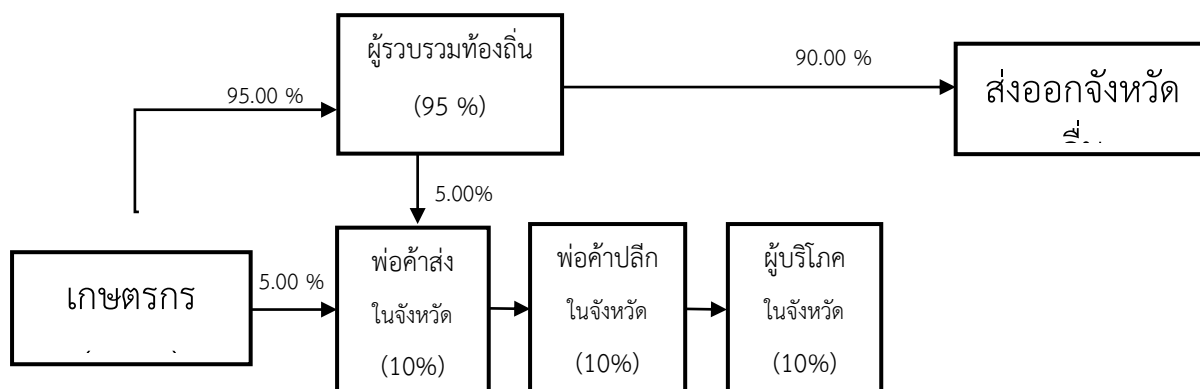 ผู้รวบรวมท้องถิ่น
(95 %)
90.00 %
ส่งออกจังหวัด
95.00 %
5.00%
เกษตรกร
5.00 %
พ่อค้าส่ง
ในจังหวัด
(10%)
พ่อค้าปลีก
ในจังหวัด
(10%)
ผู้บริโภค
ในจังหวัด
(10%)